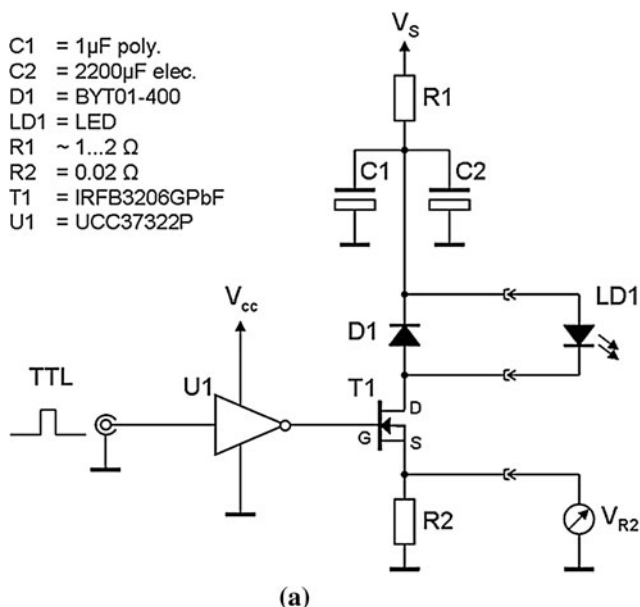 C1 = 1µF poly.
C2 = 2200µF elec.
D1 = BYT01-400
LD1 = LED
R1 ~ 1...2 Ω
R2 = 0.02 Ω
T1 = IRFB3206GPbF
U1 = UCC37322P
VS
R1
C1
C2
Vcc
LD1
D1
TTL
U1
T1
D
G
S
R2
VR2
(a)